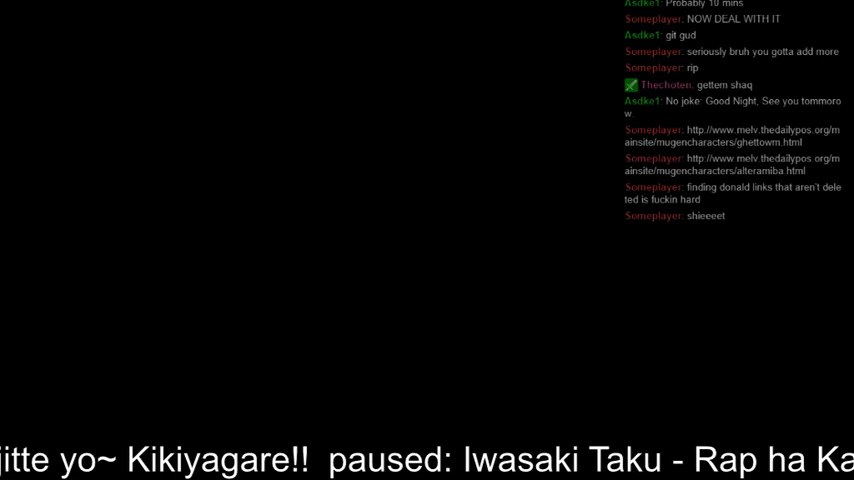 Asdke1: Probably 10 mins
Someplayer: NOW DEAL WITH IT
Asdke1: git gud
Someplayer: seriously bruh you gotta add more
Someplayer: rip
Thechoten: gettem shaq
Asdke1: No joke: Good Night, See you tommoro
w.
Someplayer: http://www.melv.thedailypos.org/m
ainsite/mugencharacters/ghettowm.html
Someplayer: http://www.melv.thedailypos.org/m
ainsite/mugencharacters/alteramiba.html
Someplayer: finding donald links that aren't dele
ted is fuckin hard
Someplayer: shieeeet
jitte yo~ Kikiyagare!! paused: Iwasaki Taku - Rap ha Ka